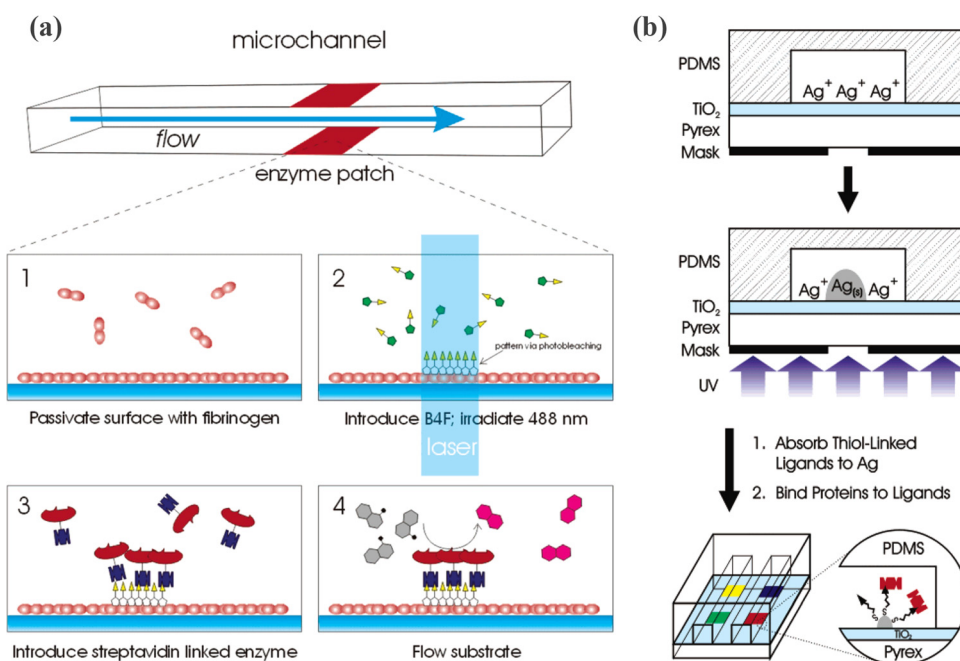 (a)
microchannel
flow
enzyme patch
1
Passivate surface with fibrinogen
2
pattern via photobleaching
Introduce B4F; irradiate 488 nm
laser
3
Introduce streptavidin linked enzyme
4
Flow substrate
(b)
PDMS
Ag+ Ag+ Ag+
TiO2
Pyrex
Mask
PDMS
Ag+ Ag(s) Ag+
TiO2
Pyrex
Mask
UV
1. Absorb Thiol-Linked
Ligands to Ag
2. Bind Proteins to Ligands
PDMS
S S S
TiO2
Pyrex